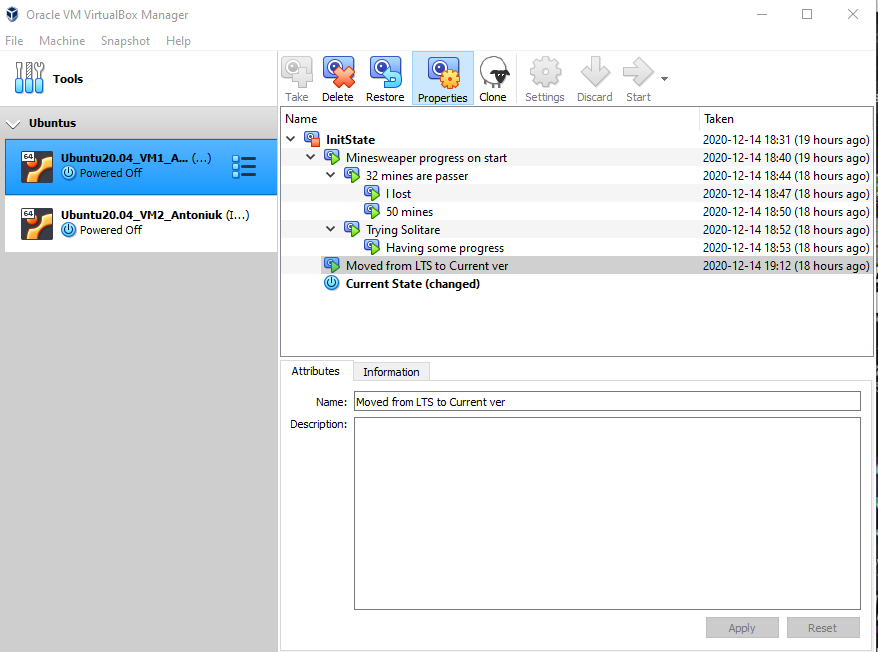 Oracle VM VirtualBox Manager
File Machine Snapshot Help
Tools
Take Delete Restore Properties Clone Settings Discard Start
Ubuntus
64
Ubuntu20.04_VM1_A... (...)
Powered Off
64
Ubuntu20.04_VM2_Antoniuk (I...)
Powered Off
Name Taken
InitState 2020-12-14 18:31 (19 hours ago)
Minesweaper progress on start 2020-12-14 18:40 (19 hours ago)
32 mines are passer 2020-12-14 18:44 (18 hours ago)
I lost 2020-12-14 18:47 (18 hours ago)
50 mines 2020-12-14 18:50 (18 hours ago)
Trying Solitare 2020-12-14 18:52 (18 hours ago)
Having some progress 2020-12-14 18:53 (18 hours ago)
Moved from LTS to Current ver 2020-12-14 19:12 (18 hours ago)
Current State (changed)
Attributes Information
Name: Moved from LTS to Current ver
Description:
Apply Reset